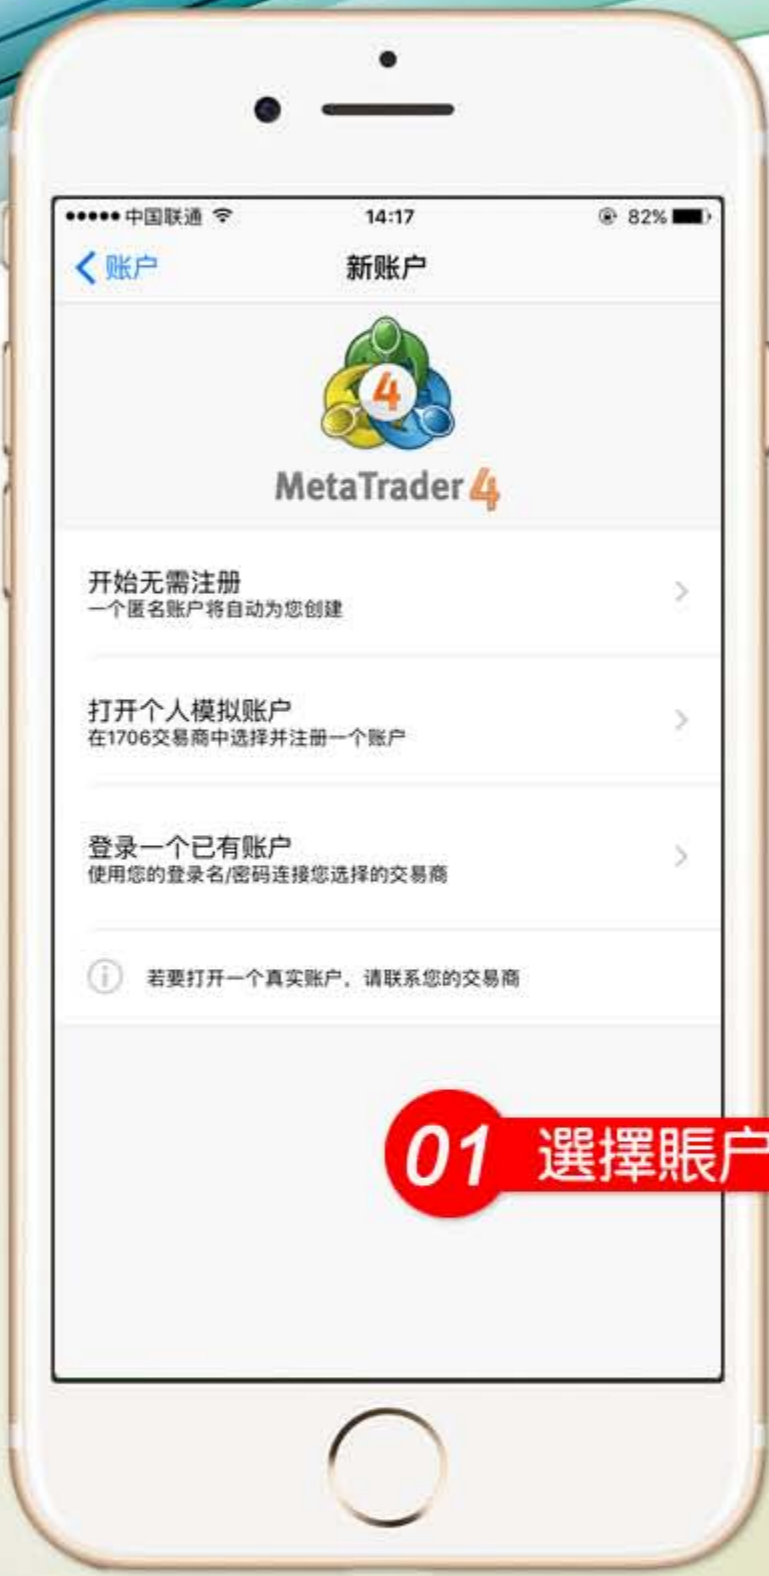 中国联通 14:17 82%
账户 新账户
4
MetaTrader 4
开始无需注册
一个匿名账户将自动为您创建
打开个人模拟账户
在1706交易商中选择并注册一个账户
登录一个已有账户
使用您的登录名/密码连接您选择的交易商
若要打开一个真实账户，请联系您的交易商
01 選擇賬户